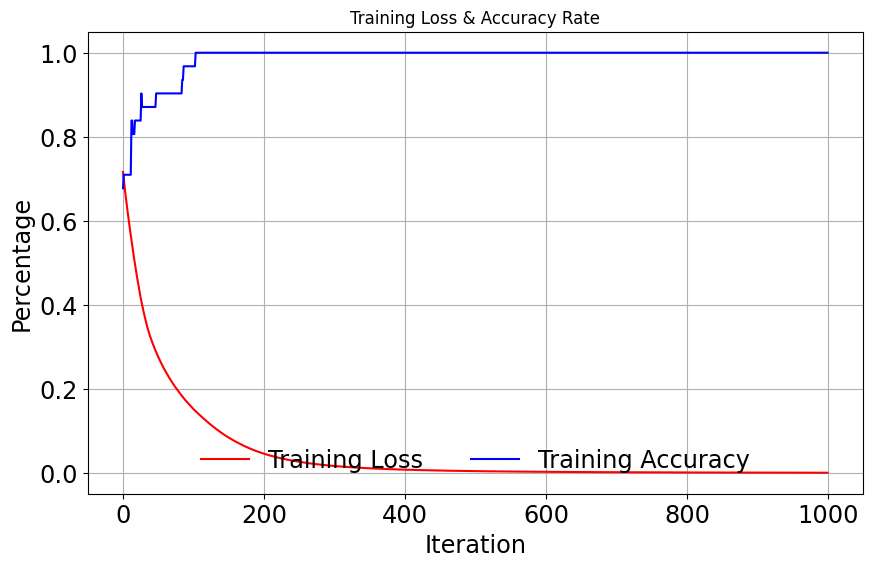 Training Loss & Accuracy Rate
1.0
0.8
0.6
0.4
0.2
0.0
Percentage
Training Loss Training Accuracy
0 200 400 600 800 1000
Iteration